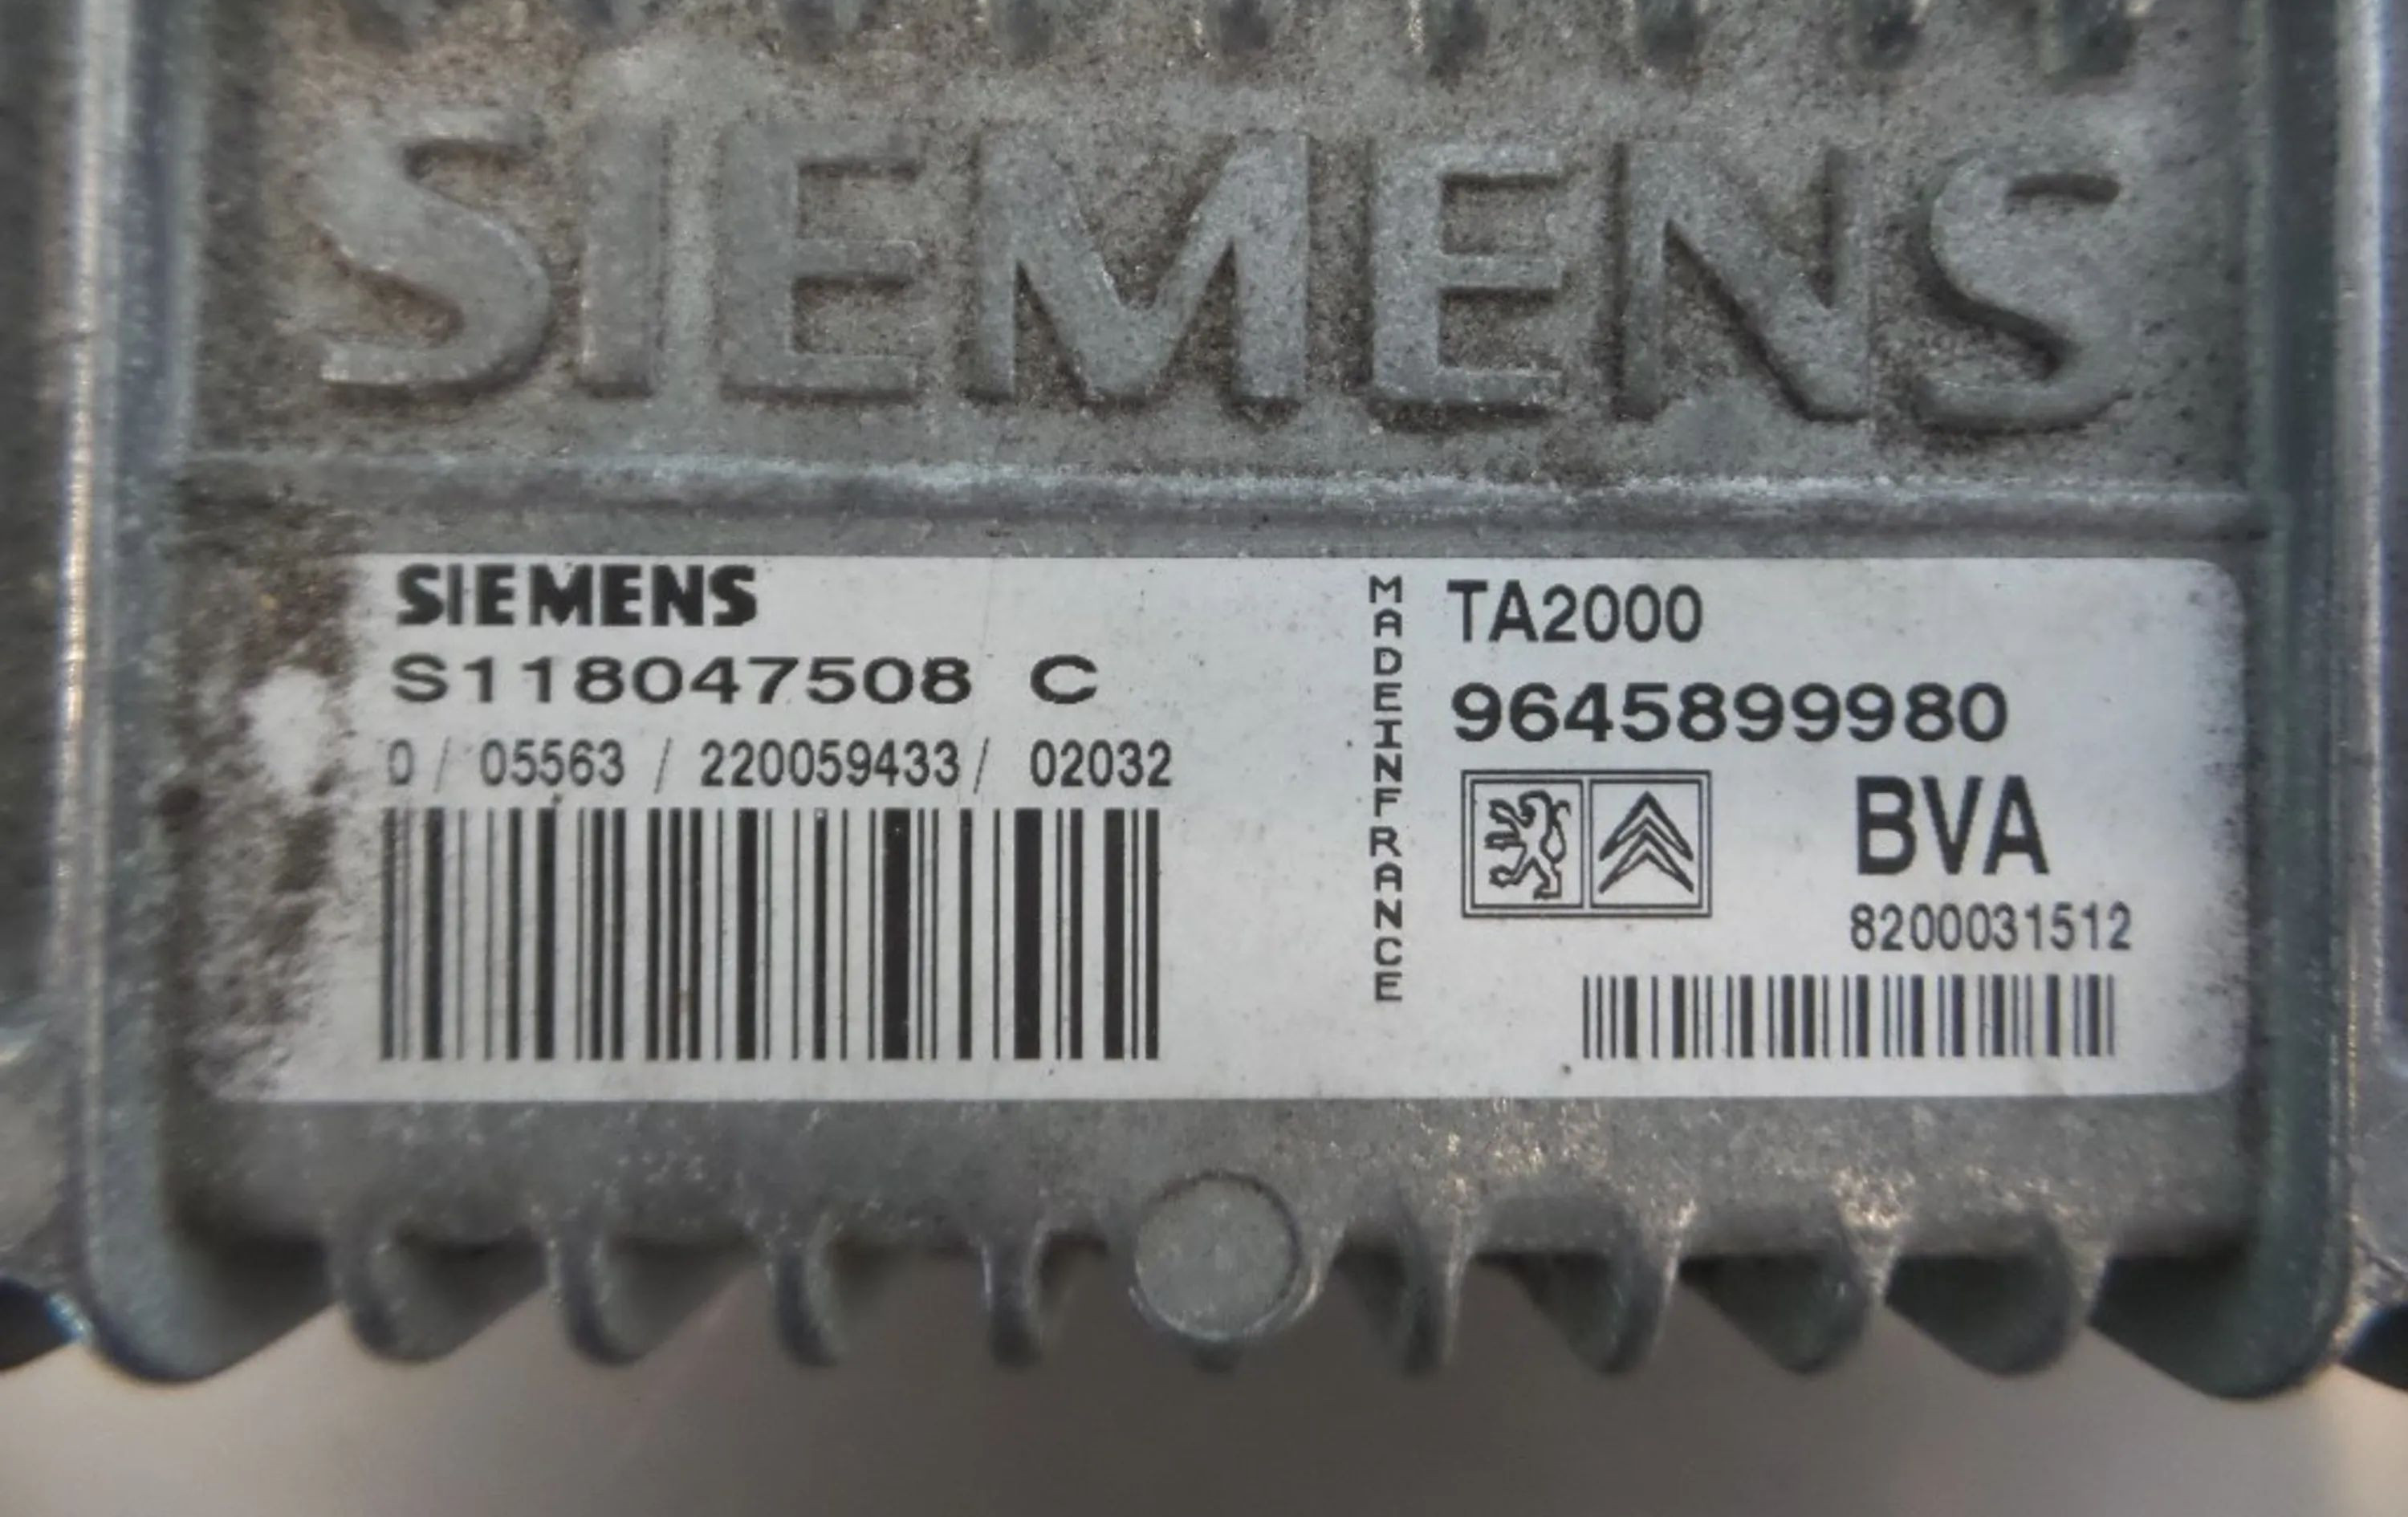 SIEMENS
SIEMENS
S118047508 C
0 / 05563 / 220059433 / 02032
MADEINFRANCE
TA2000
9645899980
BVA
8200031512